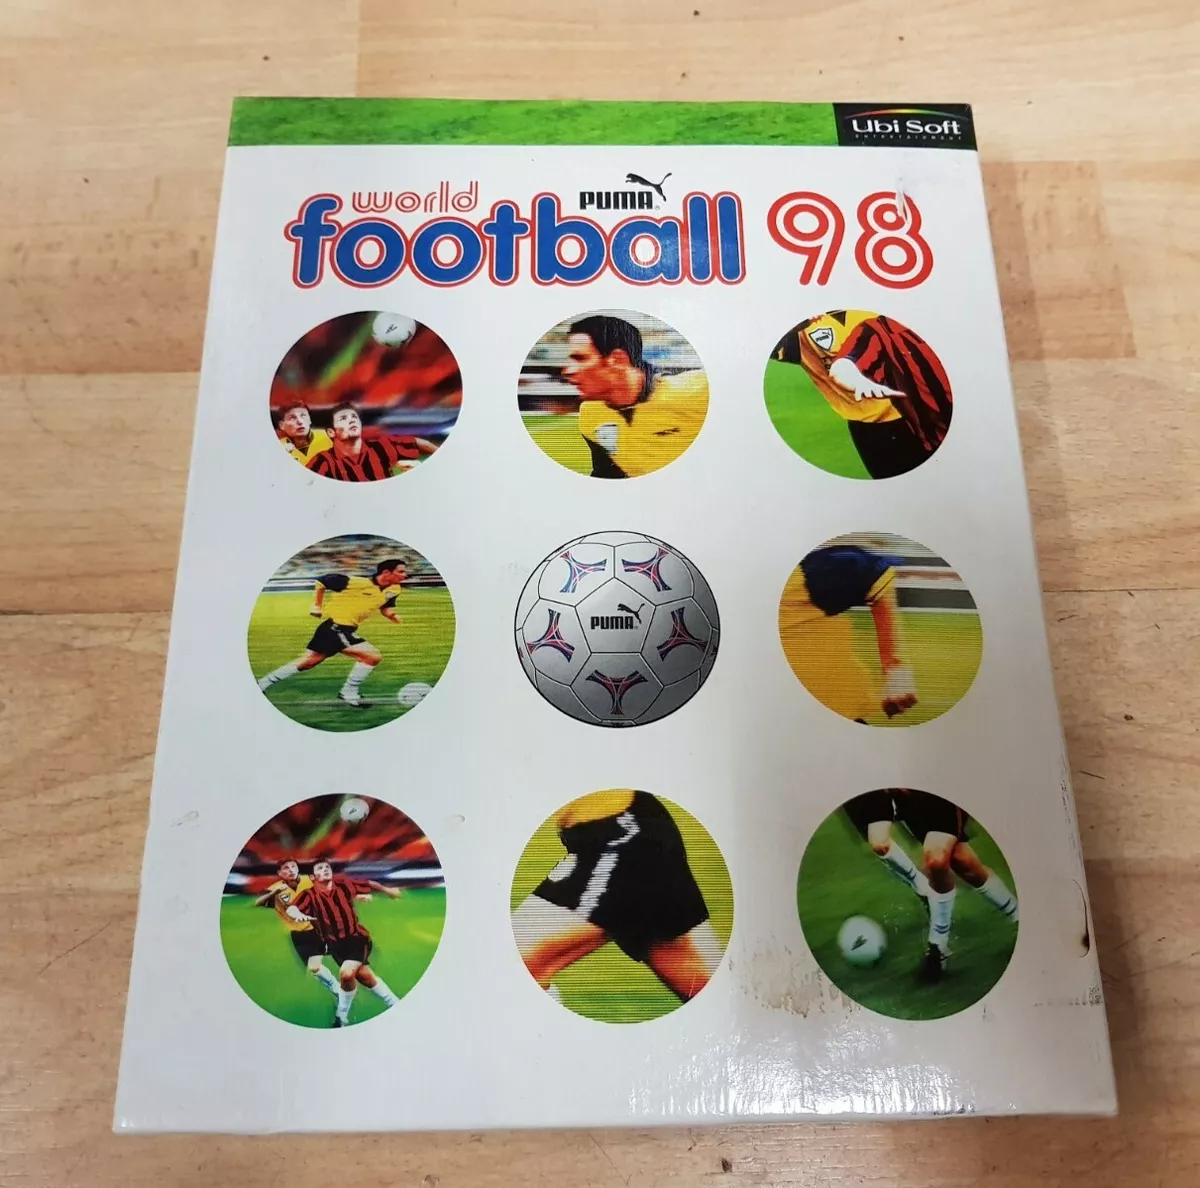 Ubi Soft
ENTERTAINMENT
world
PUMA
football 98
PUMA